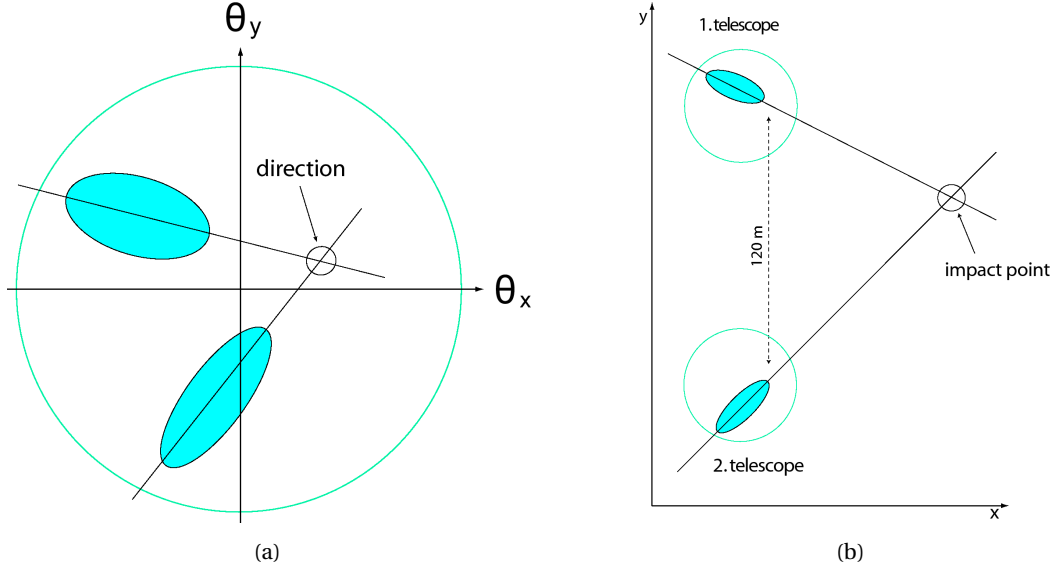 θy
direction
θx
(a)
y
1. telescope
120 m
impact point
2. telescope
x
(b)